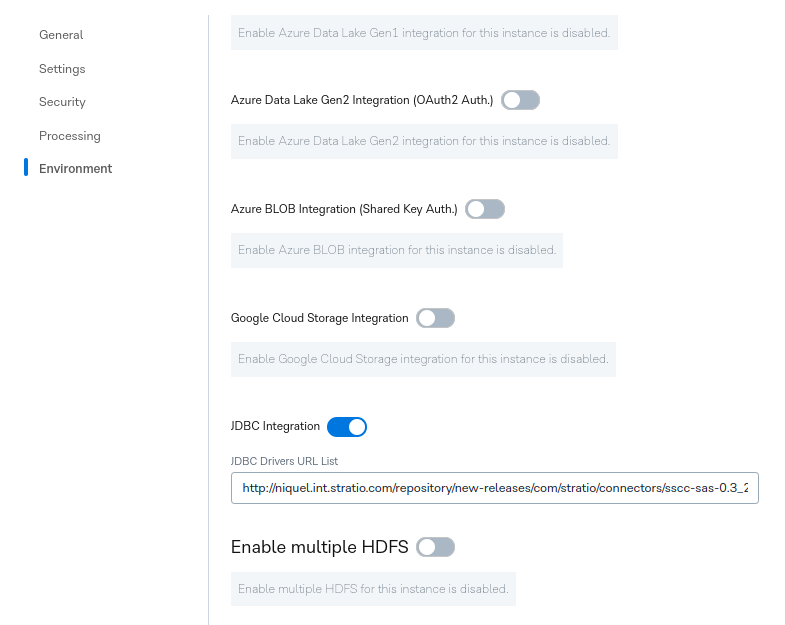 General
Settings
Security
Processing
Environment
Enable Azure Data Lake Gen1 integration for this instance is disabled.
Azure Data Lake Gen2 Integration (OAuth2 Auth.)
Enable Azure Data Lake Gen2 integration for this instance is disabled.
Azure BLOB Integration (Shared Key Auth.)
Enable Azure BLOB integration for this instance is disabled.
Google Cloud Storage Integration
Enable Google Cloud Storage integration for this instance is disabled.
JDBC Integration
JDBC Drivers URL List
http://niquel.int.stratio.com/repository/new-releases/com/stratio/connectors/sscc-sas-0.3_2
Enable multiple HDFS
Enable multiple HDFS for this instance is disabled.